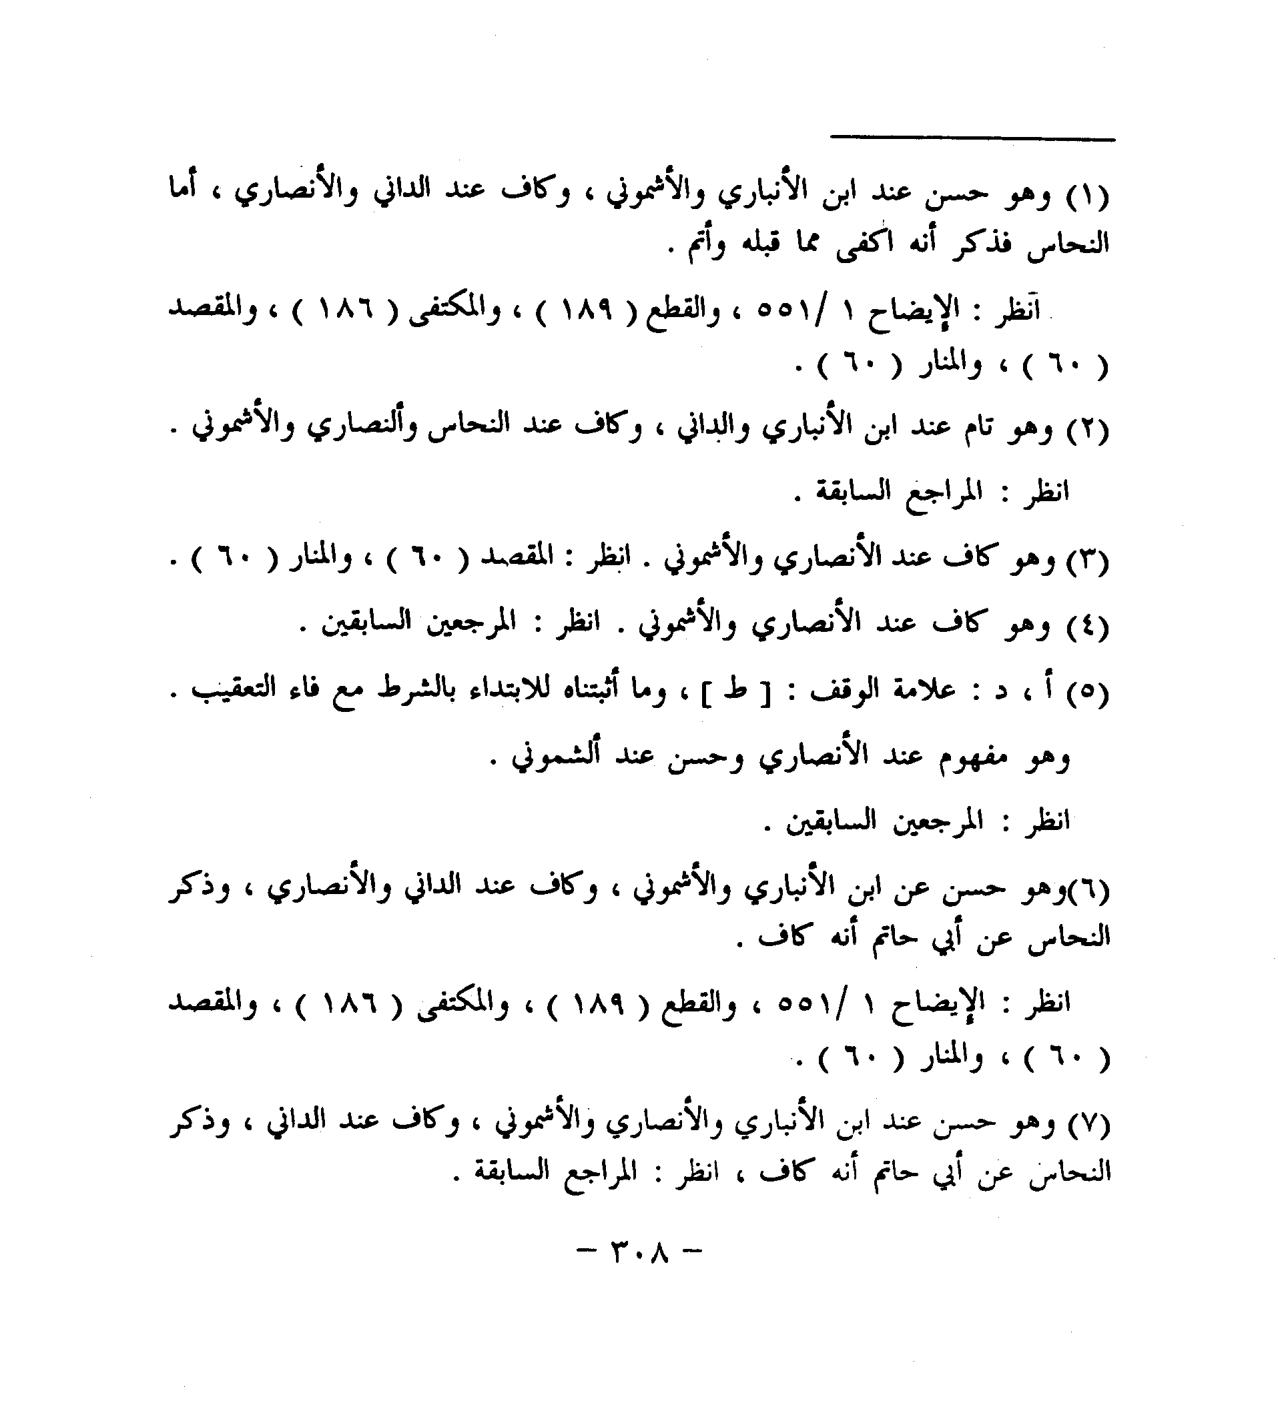 (١) وهو حسن عند ابن الأنباري والأشموني ، وكاف عند الداني والأنصاري ، أما
النحاس فذكر أنه اكفى مما قبله وأتم .
انظر : الإيضاح ١ /٥٥١ ، والقطع ( ١٨٩ ) ، والمكتفى ( ١٨٦ ) ، والمقصد
( ٦٠ ) ، والمنار ( ٦٠ ) .
(٢) وهو تام عند ابن الأنباري والداني ، وكاف عند النحاس وألنصاري والأشموني .
انظر : المراجع السابقة .
(٣) وهو كاف عند الأنصاري والأشموني . انظر : المقصد ( ٦٠ ) ، والمنار ( ٦٠ ) .
(٤) وهو كاف عند الأنصاري والأشموني . انظر : المرجعين السابقين .
(٥) أ ، د : علامة الوقف : [ ط ] ، وما أثبتناه للابتداء بالشرط مع فاء التعقيب .
وهو مفهوم عند الأنصاري وحسن عند ألشموني .
انظر : المرجعين السابقين .
(٦)وهو حسن عن ابن الأنباري والأشموني ، وكاف عند الداني والأنصاري ، وذكر
النحاس عن أبي حاتم أنه كاف .
انظر : الإيضاح ١ /٥٥١ ، والقطع ( ١٨٩ ) ، والمكتفى ( ١٨٦ ) ، والمقصد
( ٦٠ ) ، والمنار ( ٦٠ ) .
(٧) وهو حسن عند ابن الأنباري والأنصاري والأشموني ، وكاف عند الداني ، وذكر
النحاس عن أبي حاتم أنه كاف ، انظر : المراجع السابقة .
– ٣٠٨ –